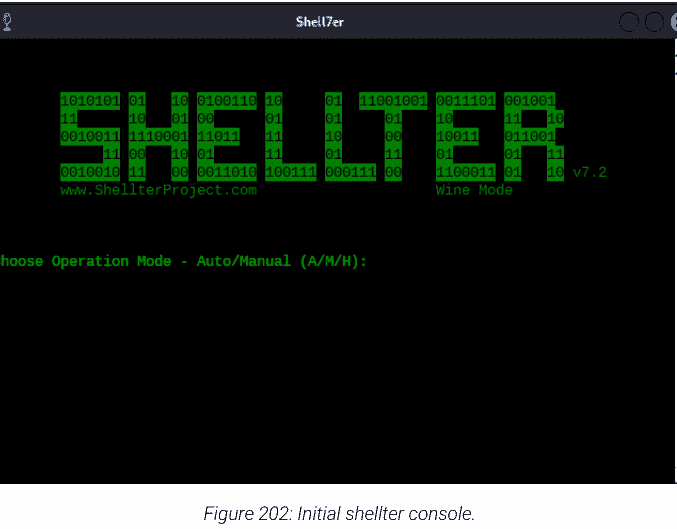 Shell7er
1010101 01 10 0100110 10 01 11001001 0011101 001001
11 10 01 00 01 01 01 10 11 10
0010011 1110001 11011 11 10 00 10011 011001
11 00 10 01 11 01 11 01 01 11
0010010 11 00 0011010 100111 000111 00 1100011 01 10 v7.2
www.ShellterProject.com Wine Mode
hoose Operation Mode - Auto/Manual (A/M/H):
Figure 202: Initial shellter console.